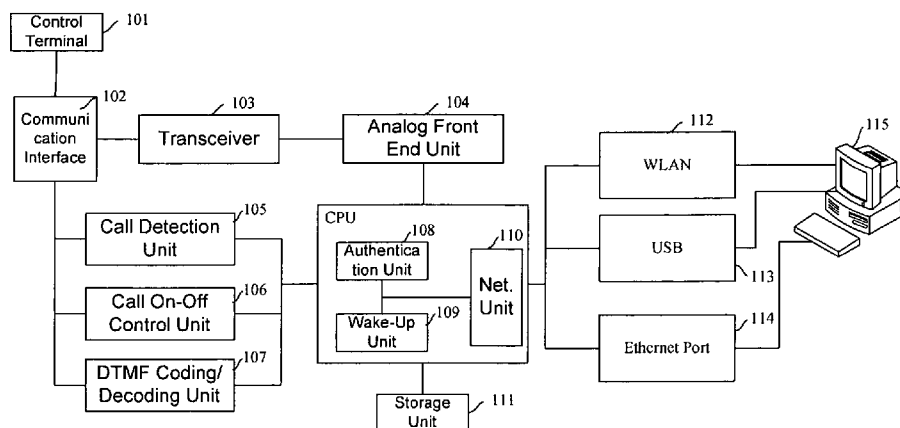 Control
Terminal
101
102
Communi
cation
Interface
103
Transceiver
104
Analog Front
End Unit
105
Call Detection
Unit
106
Call On-Off
Control Unit
107
DTMF Coding/
Decoding Unit
CPU
108
Authentica
tion Unit
109
Wake-Up
Unit
110
Net.
Unit
Storage
Unit
111
112
WLAN
USB
113
114
Ethernet Port
115